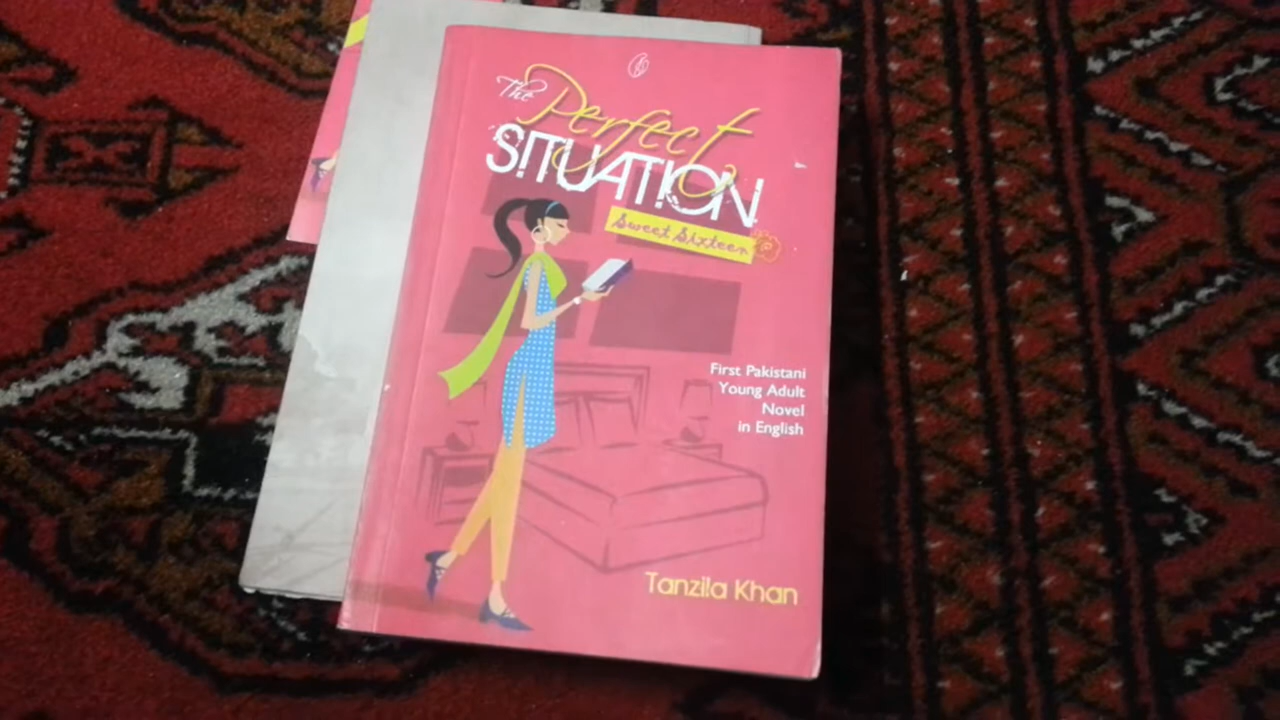 The Perfect
SITUATION
Sweet Sixteen
First Pakistani
Young Adult
Novel
in English
Tanzila Khan